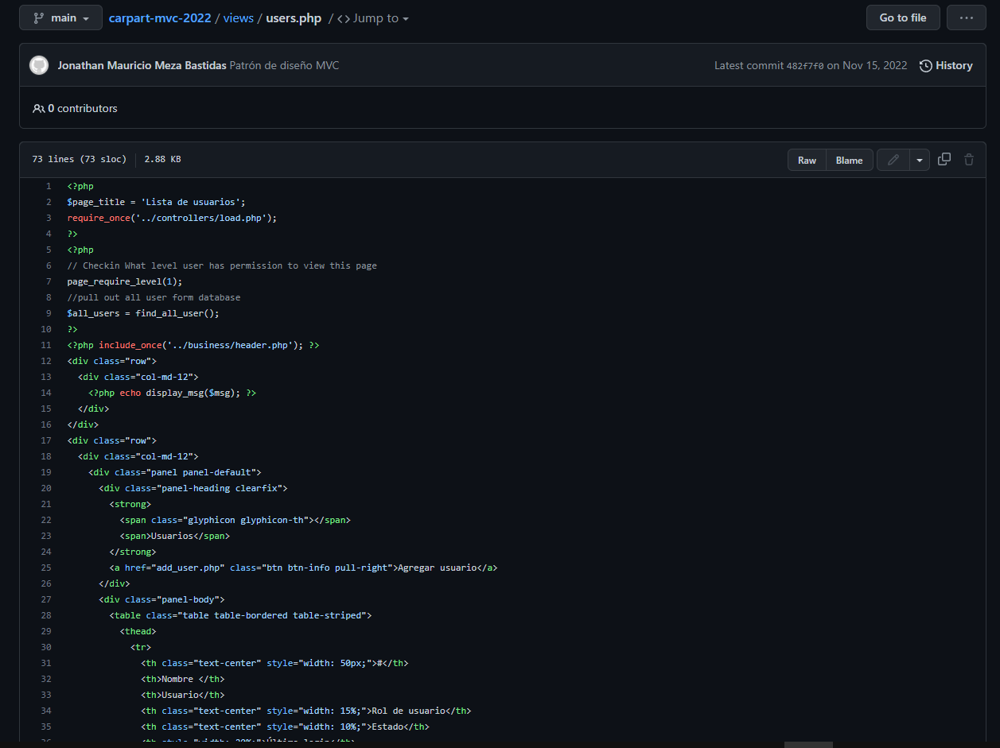 main carpart-mvc-2022 / views / users.php / <> Jump to Go to file ...
Jonathan Mauricio Meza Bastidas Patrón de diseño MVC Latest commit 482f7f0 on Nov 15, 2022 History
0 contributors
73 lines (73 sloc) 2.88 KB Raw Blame
1 <?php
2 $page_title = 'Lista de usuarios';
3 require_once('../controllers/load.php');
4 ?>
5 <?php
6 // Checkin What level user has permission to view this page
7 page_require_level(1);
8 //pull out all user form database
9 $all_users = find_all_user();
10 ?>
11 <?php include_once('../business/header.php'); ?>
12 <div class="row">
13 <div class="col-md-12">
14 <?php echo display_msg($msg); ?>
15 </div>
16 </div>
17 <div class="row">
18 <div class="col-md-12">
19 <div class="panel panel-default">
20 <div class="panel-heading clearfix">
21 <strong>
22 <span class="glyphicon glyphicon-th"></span>
23 <span>Usuarios</span>
24 </strong>
25 <a href="add_user.php" class="btn btn-info pull-right">Agregar usuario</a>
26 </div>
27 <div class="panel-body">
28 <table class="table table-bordered table-striped">
29 <thead>
30 <tr>
31 <th class="text-center" style="width: 50px;">#</th>
32 <th>Nombre </th>
33 <th>Usuario</th>
34 <th class="text-center" style="width: 15%;">Rol de usuario</th>
35 <th class="text-center" style="width: 10%;">Estado</th>
36 <th style="width: 20%;">Último login</th>